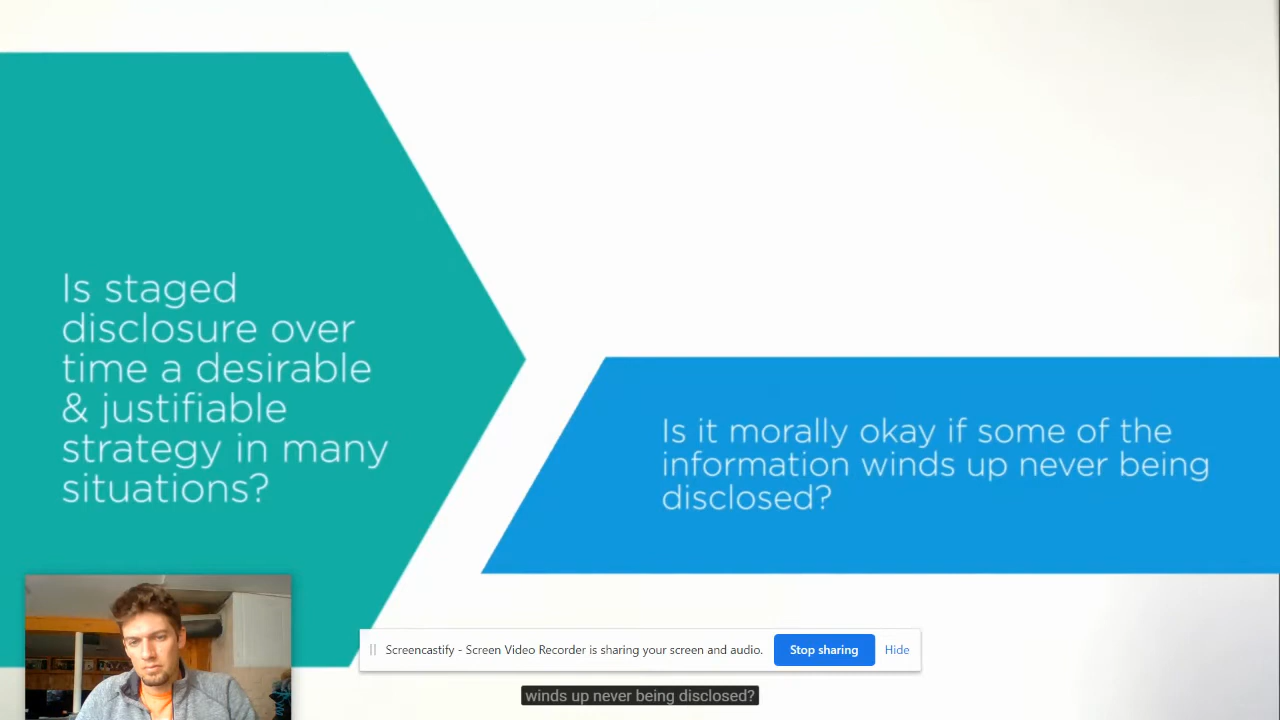 Is staged
disclosure over
time a desirable
& justifiable
strategy in many
situations?
Is it morally okay if some of the
information winds up never being
disclosed?
Screencastify - Screen Video Recorder is sharing your screen and audio.
Stop sharing
Hide
winds up never being disclosed?